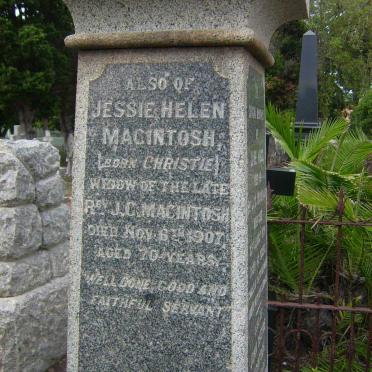 ALSO OF
JESSIE HELEN
MACINTOSH,
(BORN CHRISTIE)
WIDOW OF THE LATE
REV J.C. MACINTOSH
DIED NOV. 6TH 1907,
AGED 70 YEARS.
WELL DONE GOOD AND
FAITHFUL SERVANT